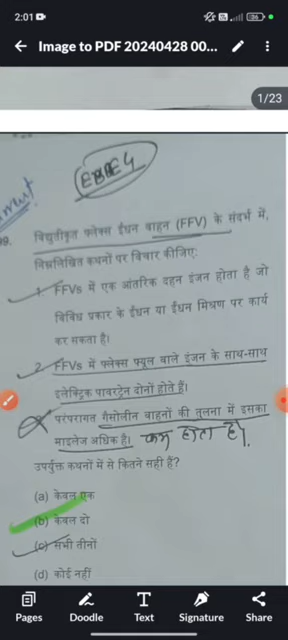 2:01
Image to PDF 20240428 00...
1/23
99.
विद्युतीकृत फ्लेक्स ईंधन वाहन (FFV) के संदर्भ में,
निम्नलिखित कथनों पर विचार कीजिए:
1. FFVs में एक आंतरिक दहन इंजन होता है जो
विविध प्रकार के ईंधन या ईंधन मिश्रण पर कार्य
कर सकता है।
2. FFVs में फ्लेक्स फ्यूल वाले इंजन के साथ-साथ
इलेक्ट्रिक पावरट्रेन दोनों होते हैं।
परंपरागत गैसोलीन वाहनों की तुलना में इसका
माइलेज अधिक है। कम होता है।
उपर्युक्त कथनों में से कितने सही हैं?
(a) केवल एक
(b) केवल दो
(c) सभी तीनों
(d) कोई नहीं
Pages Doodle Text Signature Share